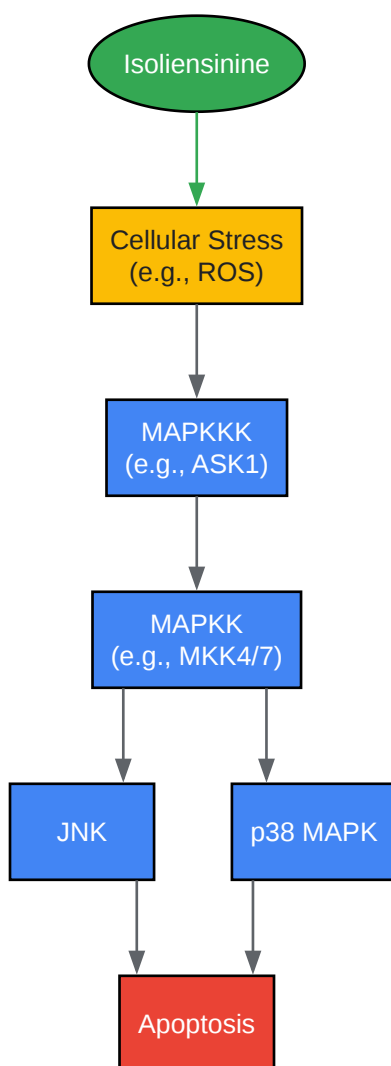 Isoliensinine
Cellular Stress
(e.g., ROS)
MAPKKK
(e.g., ASK1)
MAPKK
(e.g., MKK4/7)
JNK
p38 MAPK
Apoptosis